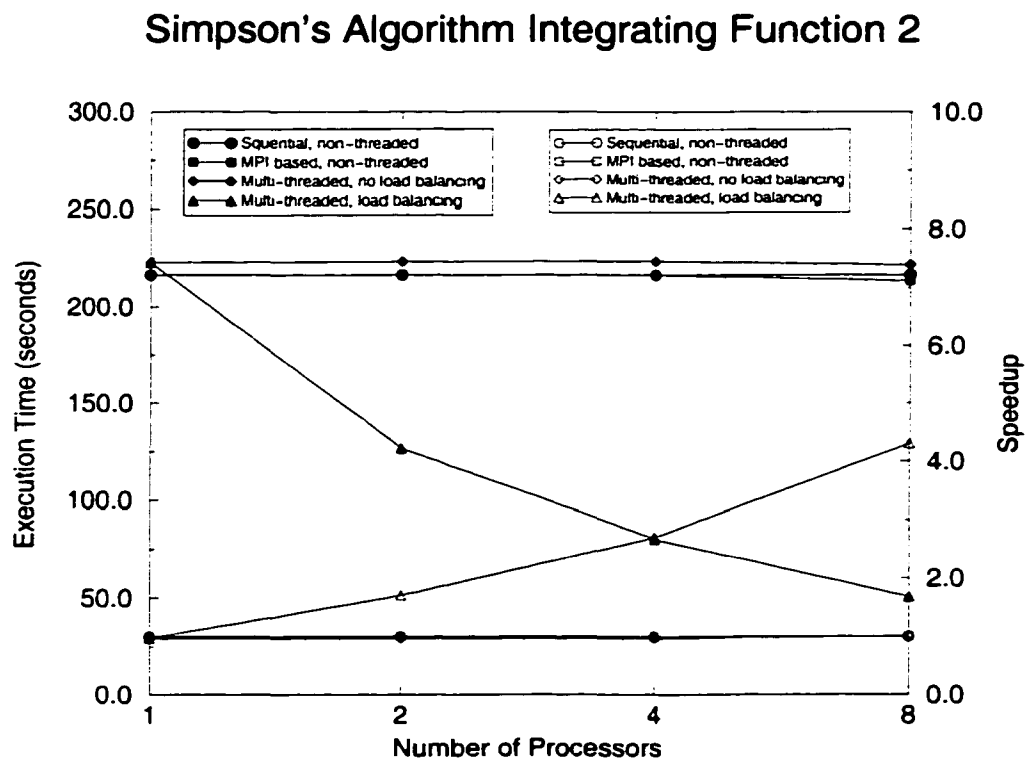 Simpson's Algorithm Integrating Function 2
300.0
250.0
200.0
150.0
100.0
50.0
0.0
Execution Time (seconds)
Squential, non-threaded
MPI based, non-threaded
Multi-threaded, no load balancing
Multi-threaded, load balancing
Sequential, non-threaded
MPI based, non-threaded
Multi-threaded, no load balancing
Multi-threaded, load balancing
10.0
8.0
6.0
4.0
2.0
0.0
Speedup
1
2
4
8
Number of Processors